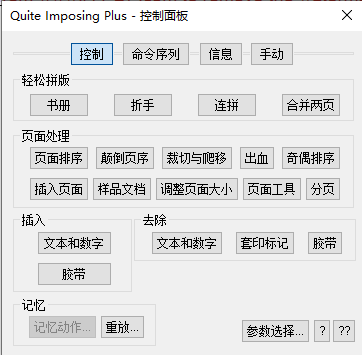 Quite Imposing Plus - 控制面板
控制 命令序列 信息 手动
轻松拼版
书册 折手 连拼 合并两页
页面处理
页面排序 颠倒页序 裁切与爬移 出血 奇偶排序
插入页面 样品文档 调整页面大小 页面工具 分页
插入 去除
文本和数字 文本和数字 套印标记 胶带
胶带
记忆
记忆动作... 重放... 参数选择... ? ??